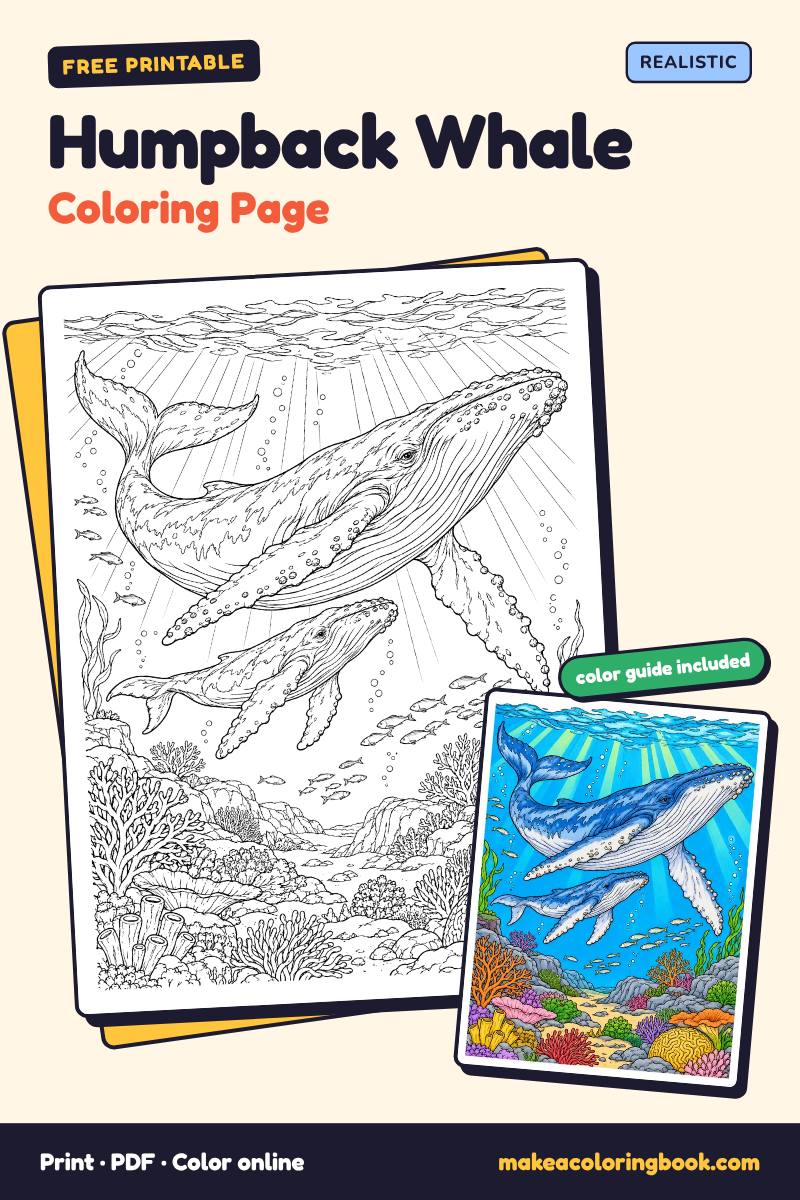 FREE PRINTABLE
REALISTIC
Humpback Whale
Coloring Page
color guide included
Print · PDF · Color online
makeacoloringbook.com